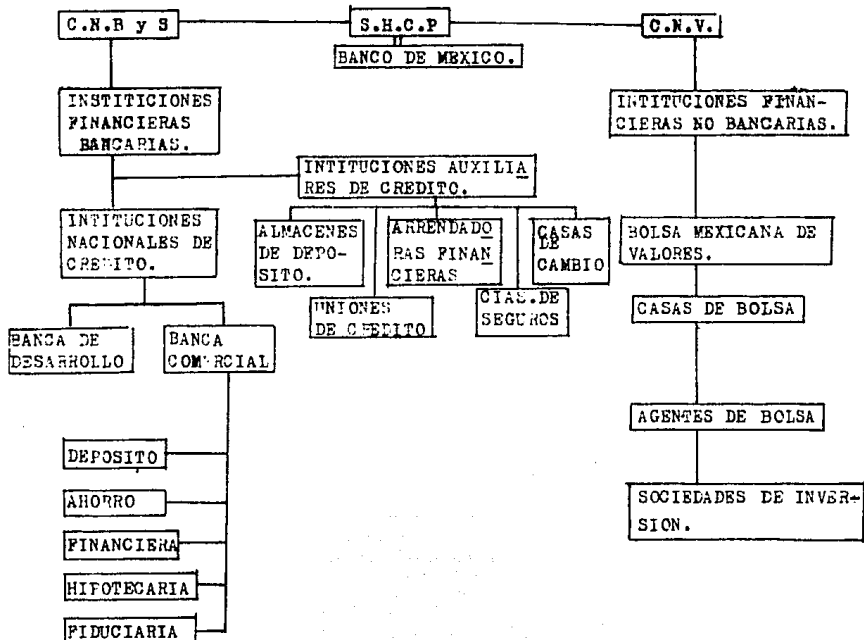 C.N.B y S
S.H.C.P
C.N.V.
BANCO DE MEXICO.
INSTITICIONES
FINANCIERAS
BANCARIAS.
INTITUCIONES FINAN-
CIERAS NO BANCARIAS.
INTITUCIONES AUXILIA
RES DE CREDITO.
INTITUCIONES
NACIONALES DE
CREDITO.
ALMACENES
DE DEPO-
SITO.
ARRENDADO
RAS FINAN
CIERAS
CASAS
DE
CAMBIO
BOLSA MEXICANA DE
VALORES.
UNIONES
DE CREDITO
CIAS.DE
SEGUROS
CASAS DE BOLSA
BANCA DE
DESARROLLO
BANCA
COMERCIAL
AGENTES DE BOLSA
DEPOSITO
AHORRO
FINANCIERA
HIPOTECARIA
FIDUCIARIA
SOCIEDADES DE INVER-
SION.